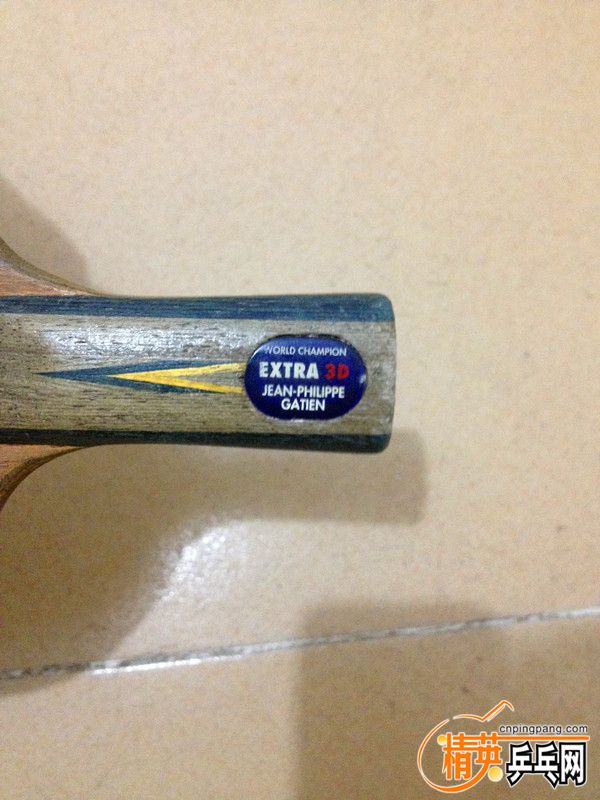 WORLD CHAMPION
EXTRA 3D
JEAN-PHILIPPE
GATIEN
cnpingpang.com
精英乒乓网